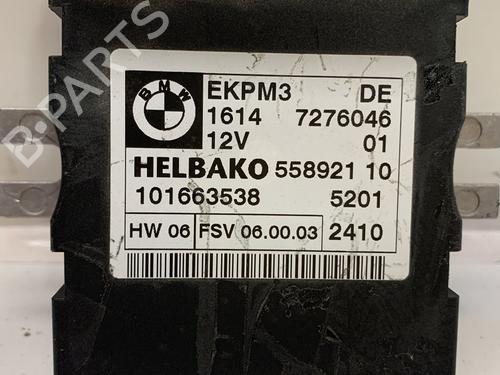 B-PARTS
BMW
EKPM3 DE
1614 7276046
12V 01
HELBAKO 558921 10
101663538 5201
HW 06 FSV 06.00.03 2410